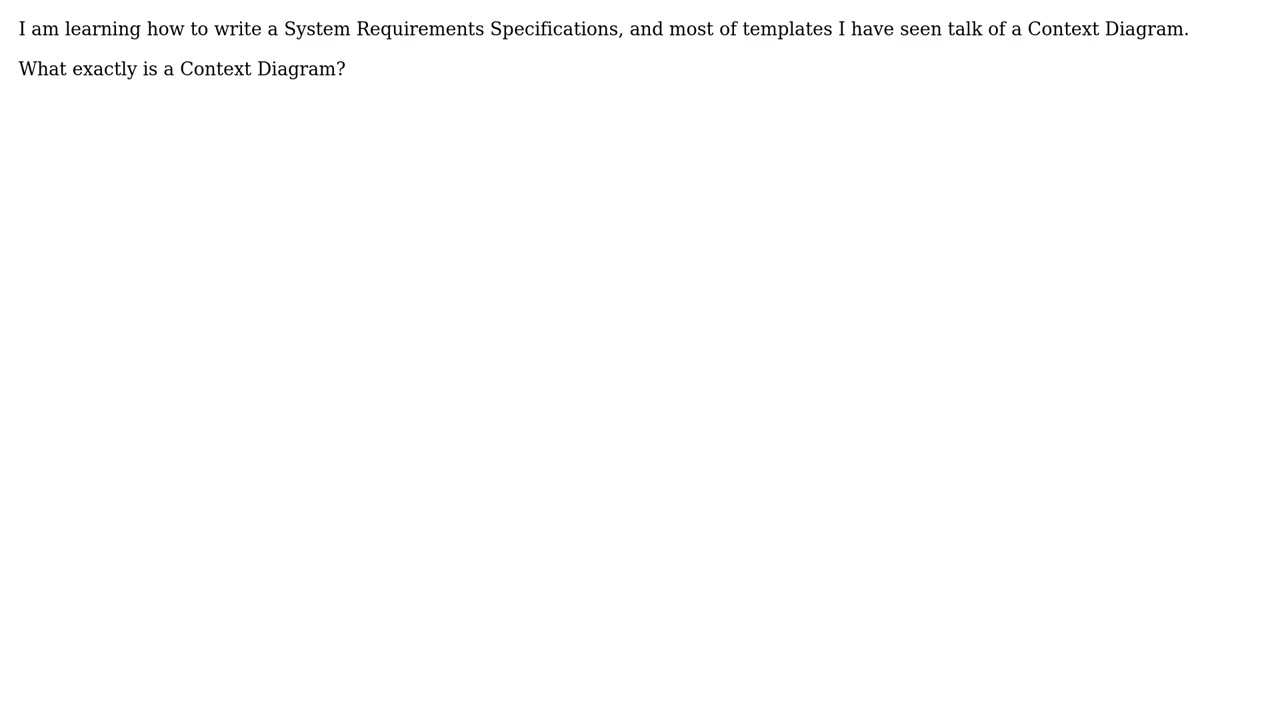 I am learning how to write a System Requirements Specifications, and most of templates I have seen talk of a Context Diagram.
What exactly is a Context Diagram?